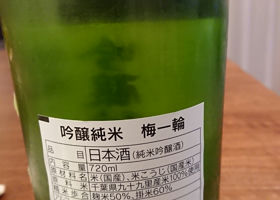 吟醸純米 梅一輪
品目 日本酒(純米吟醸酒)
内容量 720ml
原材料 米(国産)、米こうじ(国産米)
千葉県九十九里産米100%使用
精米歩合 麹米50%、掛米60%